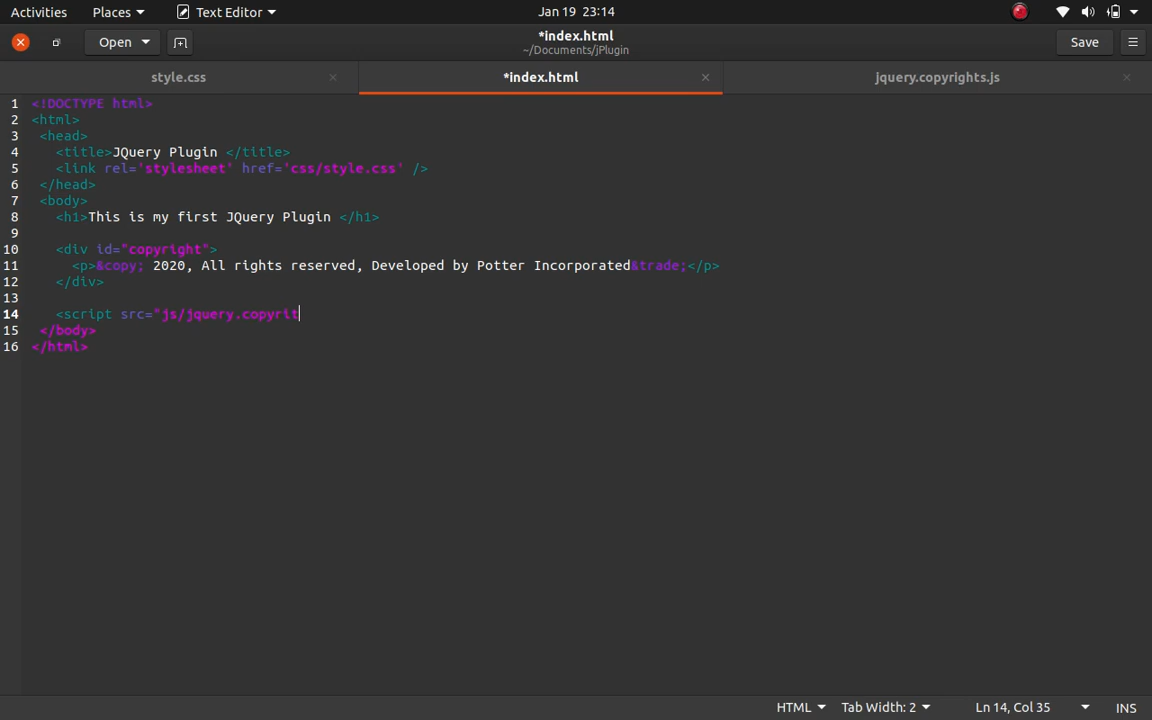 Activities Places Text Editor Jan 19 23:14
Open *index.html Save
~/Documents/jPlugin
style.css *index.html jquery.copyrights.js
1 <!DOCTYPE html>
2 <html>
3 <head>
4 <title>JQuery Plugin </title>
5 <link rel='stylesheet' href='css/style.css' />
6 </head>
7 <body>
8 <h1>This is my first JQuery Plugin </h1>
9
10 <div id="copyright">
11 <p>&copy; 2020, All rights reserved, Developed by Potter Incorporated&trade;</p>
12 </div>
13
14 <script src="js/jquery.copyrit
15 </body>
16 </html>
HTML Tab Width: 2 Ln 14, Col 35 INS